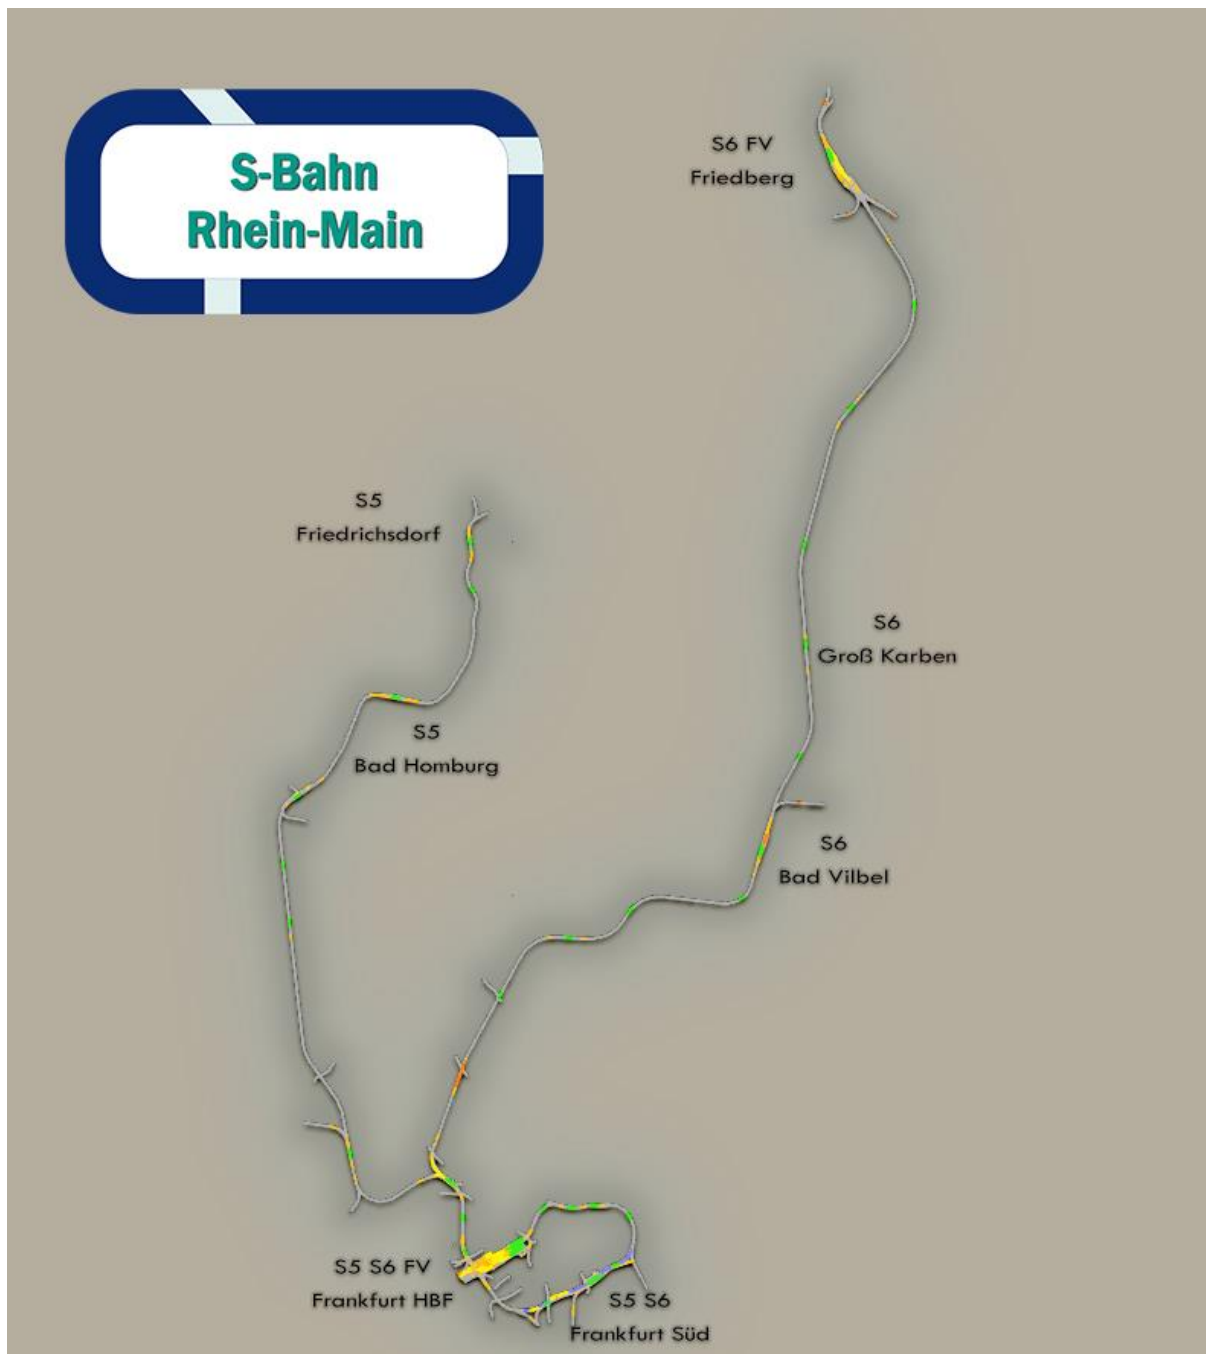 S-Bahn
Rhein-Main
S6 FV
Friedberg
S5
Friedrichsdorf
S6
Groß Karben
S5
Bad Homburg
S6
Bad Vilbel
S5 S6 FV
Frankfurt HBF
S5 S6
Frankfurt Süd